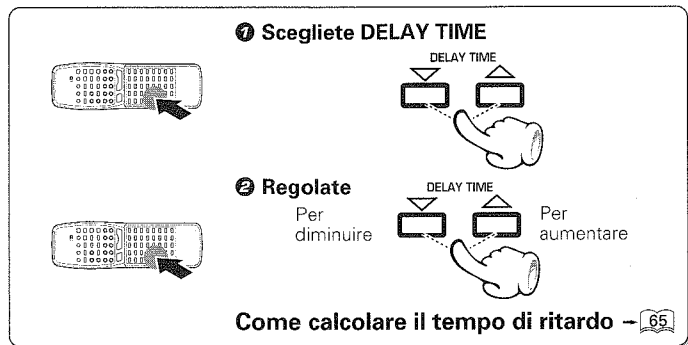 ❶ Scegliete DELAY TIME
DELAY TIME
❷ Regolate
DELAY TIME
Per diminuire
Per aumentare
Come calcolare il tempo di ritardo → 65